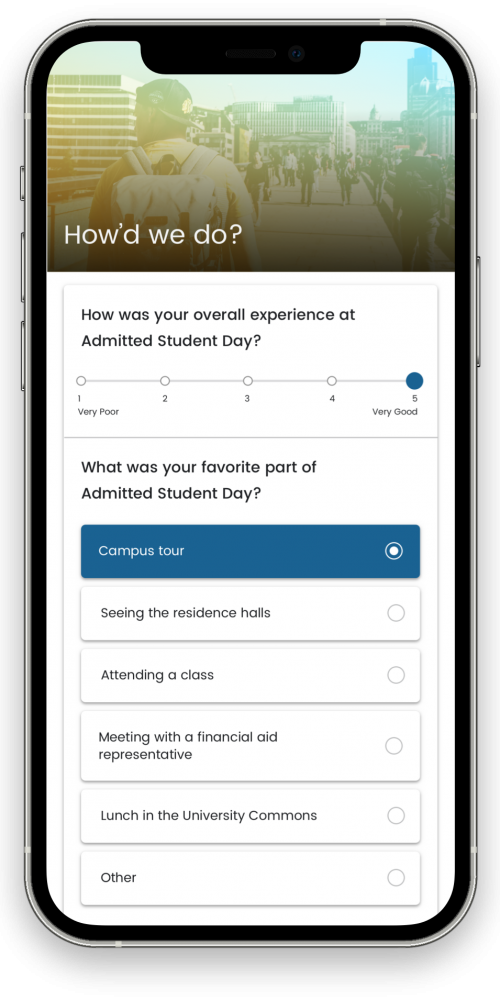 How'd we do?
How was your overall experience at
Admitted Student Day?
1 2 3 4 5
Very Poor Very Good
What was your favorite part of
Admitted Student Day?
Campus tour
Seeing the residence halls
Attending a class
Meeting with a financial aid
representative
Lunch in the University Commons
Other